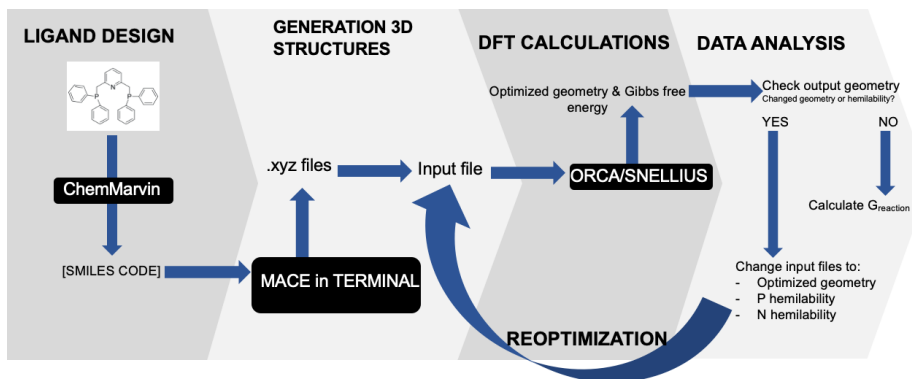 LIGAND DESIGN
N
P
P
ChemMarvin
[SMILES CODE]
GENERATION 3D
STRUCTURES
.xyz files
Input file
MACE in TERMINAL
DFT CALCULATIONS
Optimized geometry & Gibbs free
energy
ORCA/SNELLIUS
DATA ANALYSIS
Check output geometry
Changed geometry or hemilability?
YES
NO
Calculate Greaction
Change input files to:
- Optimized geometry
- P hemilability
- N hemilability
REOPTIMIZATION